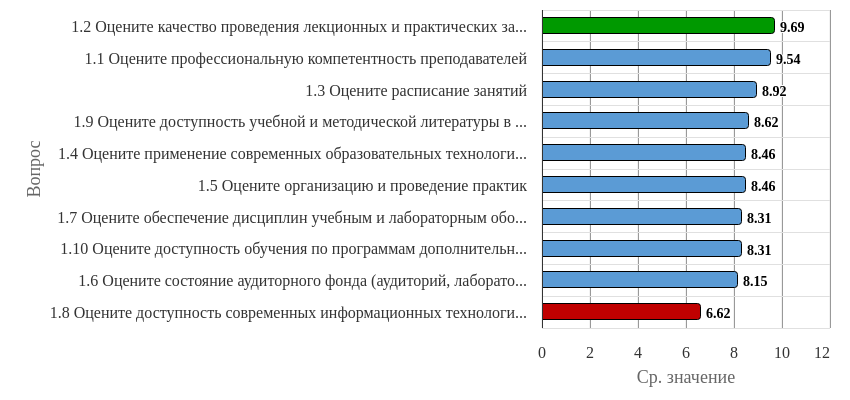 1.2 Оцените качество проведения лекционных и практических за... 9.69
1.1 Оцените профессиональную компетентность преподавателей 9.54
1.3 Оцените расписание занятий 8.92
1.9 Оцените доступность учебной и методической литературы в ... 8.62
1.4 Оцените применение современных образовательных технологи... 8.46
1.5 Оцените организацию и проведение практик 8.46
1.7 Оцените обеспечение дисциплин учебным и лабораторным обо... 8.31
1.10 Оцените доступность обучения по программам дополнительн... 8.31
1.6 Оцените состояние аудиторного фонда (аудиторий, лаборато... 8.15
1.8 Оцените доступность современных информационных технологи... 6.62
Вопрос
0 2 4 6 8 10 12
Ср. значение